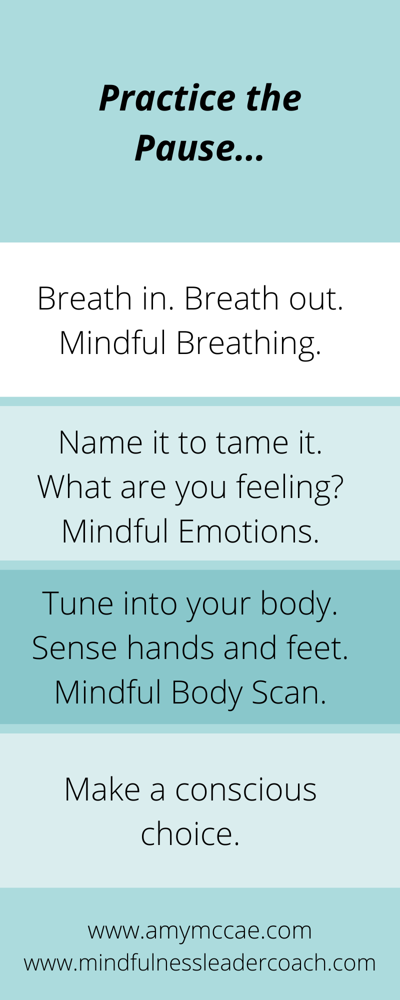 Practice the
Pause...
Breath in. Breath out.
Mindful Breathing.
Name it to tame it.
What are you feeling?
Mindful Emotions.
Tune into your body.
Sense hands and feet.
Mindful Body Scan.
Make a conscious
choice.
www.amymccae.com
www.mindfulnessleadercoach.com